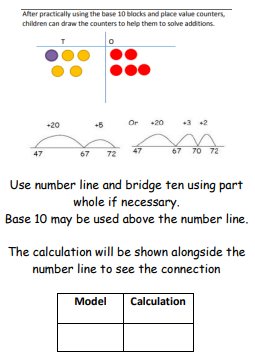 After practically using the base 10 blocks and place value counters,
children can draw the counters to help them to solve additions.
T O
+20 +5 Or +20 +3 +2
47 67 72 47 67 70 72
Use number line and bridge ten using part
whole if necessary.
Base 10 may be used above the number line.
The calculation will be shown alongside the
number line to see the connection
Model Calculation